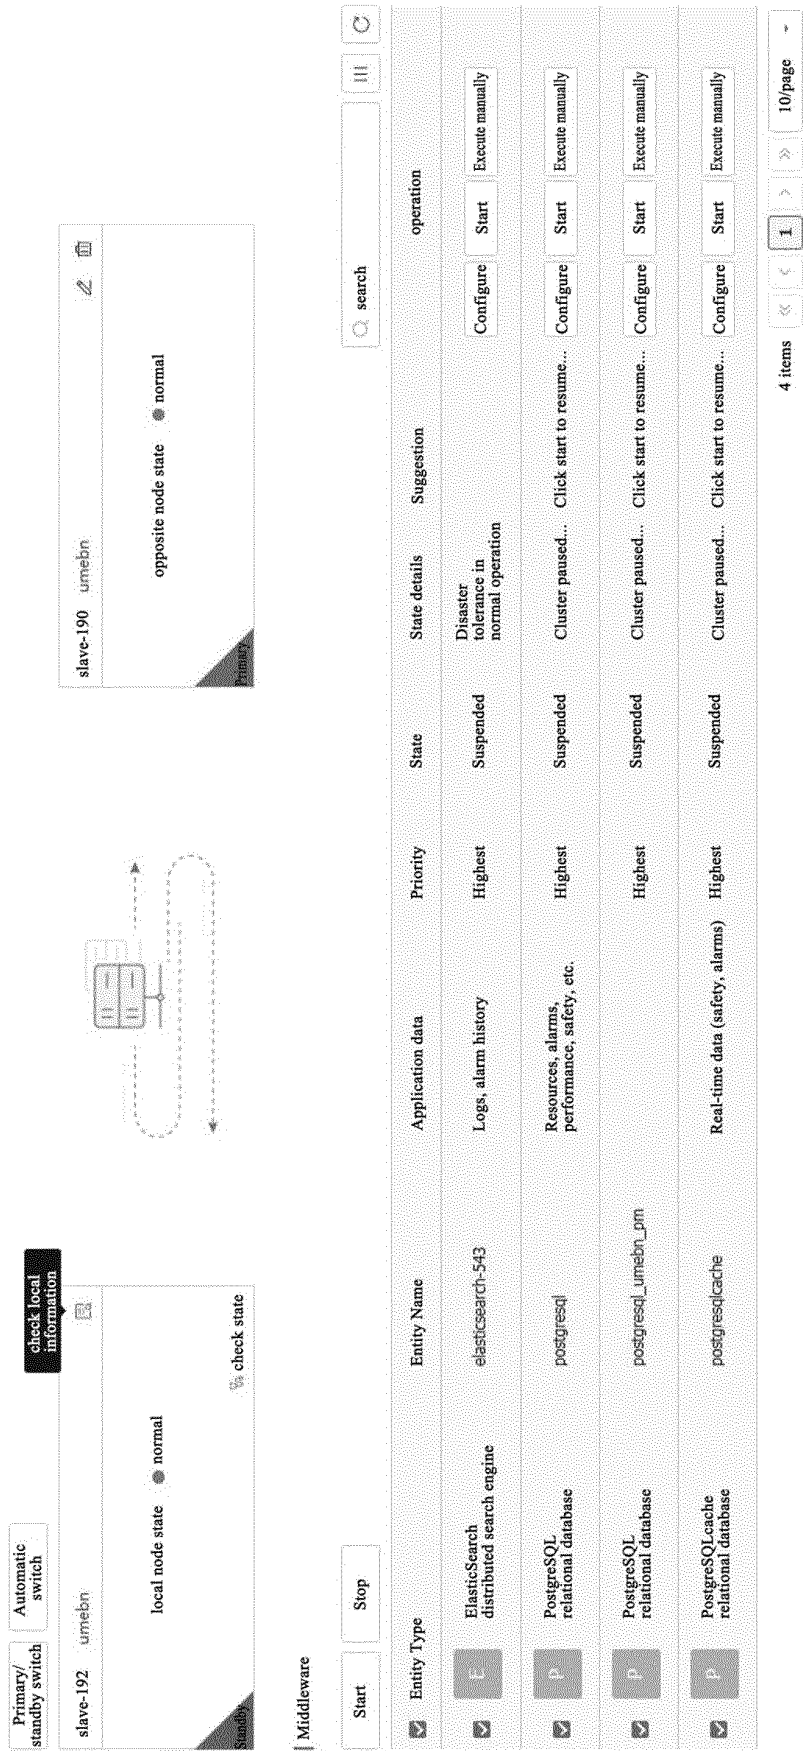 Primary/
standby switch
Automatic
switch
check local
information
slave-192 umebn
local node state normal
check state
Standby
slave-190 umebn
opposite node state normal
Primary
Middleware
Start Stop
search
Entity Type Entity Name Application data Priority State State details Suggestion operation
E
ElasticSearch
distributed search engine
elasticsearch-543
Logs, alarm history
Highest
Suspended
Disaster
tolerance in
normal operation
Configure Start Execute manually
P
PostgreSQL
relational database
postgresql
Resources, alarms,
performance, safety, etc.
Highest
Suspended
Cluster paused...
Click start to resume...
Configure Start Execute manually
P
PostgreSQL
relational database
postgresql_umebn_pm
Highest
Suspended
Cluster paused...
Click start to resume...
Configure Start Execute manually
P
PostgreSQLcache
relational database
postgresqlcache
Real-time data (safety, alarms)
Highest
Suspended
Cluster paused...
Click start to resume...
Configure Start Execute manually
4 items « < 1 > » 10/page